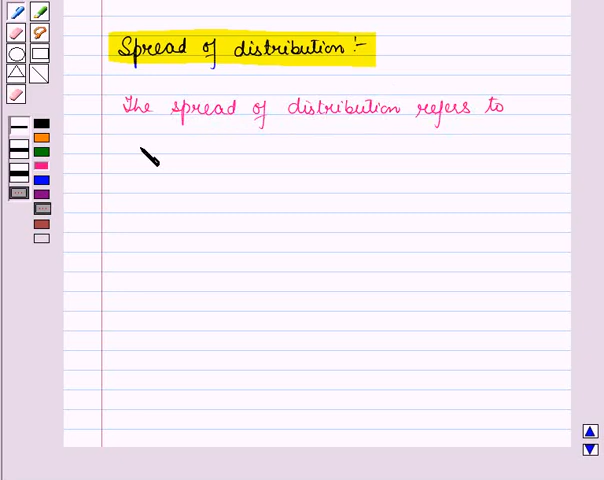 Spread of distribution :-
The spread of distribution refers to